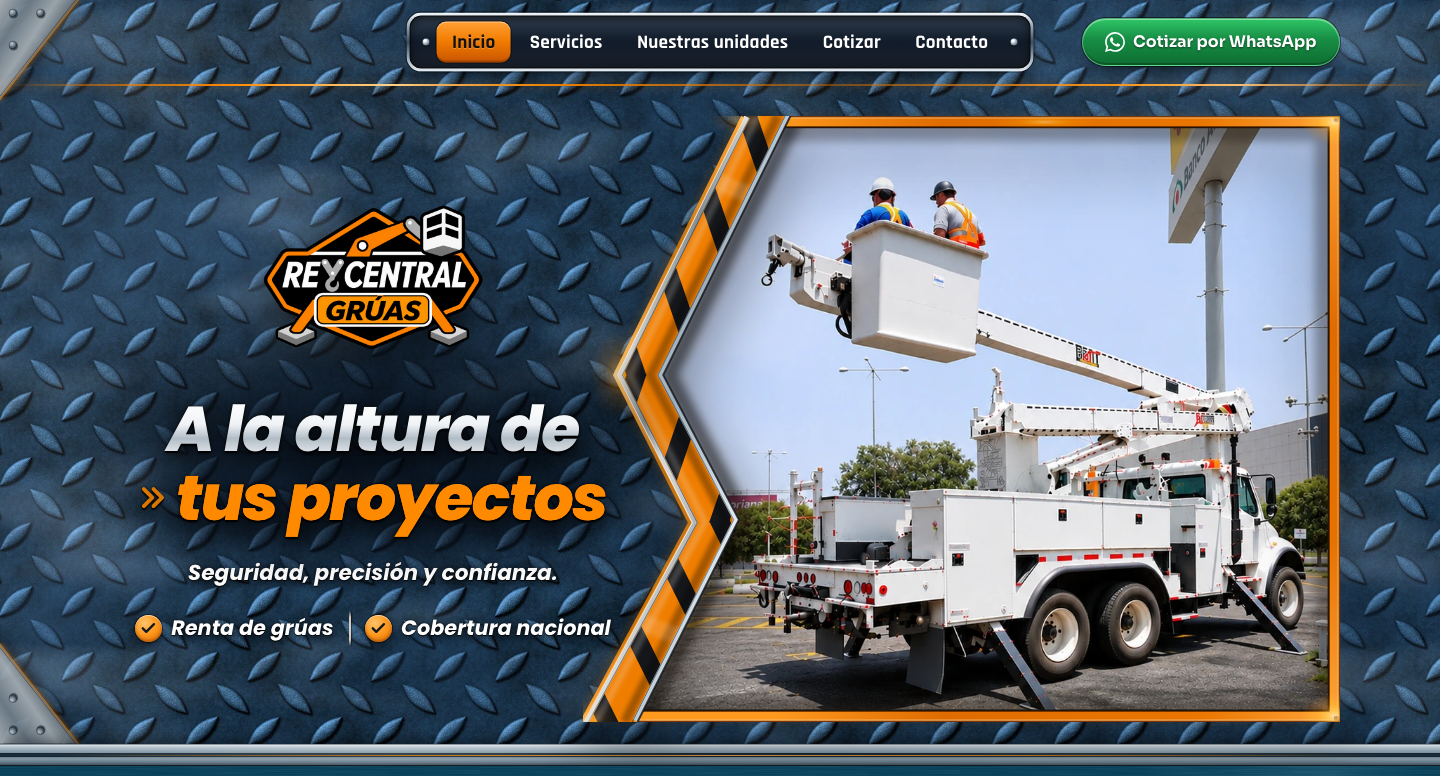 Inicio
Servicios
Nuestras unidades
Cotizar
Contacto
Cotizar por WhatsApp
REY CENTRAL
GRÚAS
A la altura de
tus proyectos
Seguridad, precisión y confianza.
Renta de grúas
Cobertura nacional
Banco